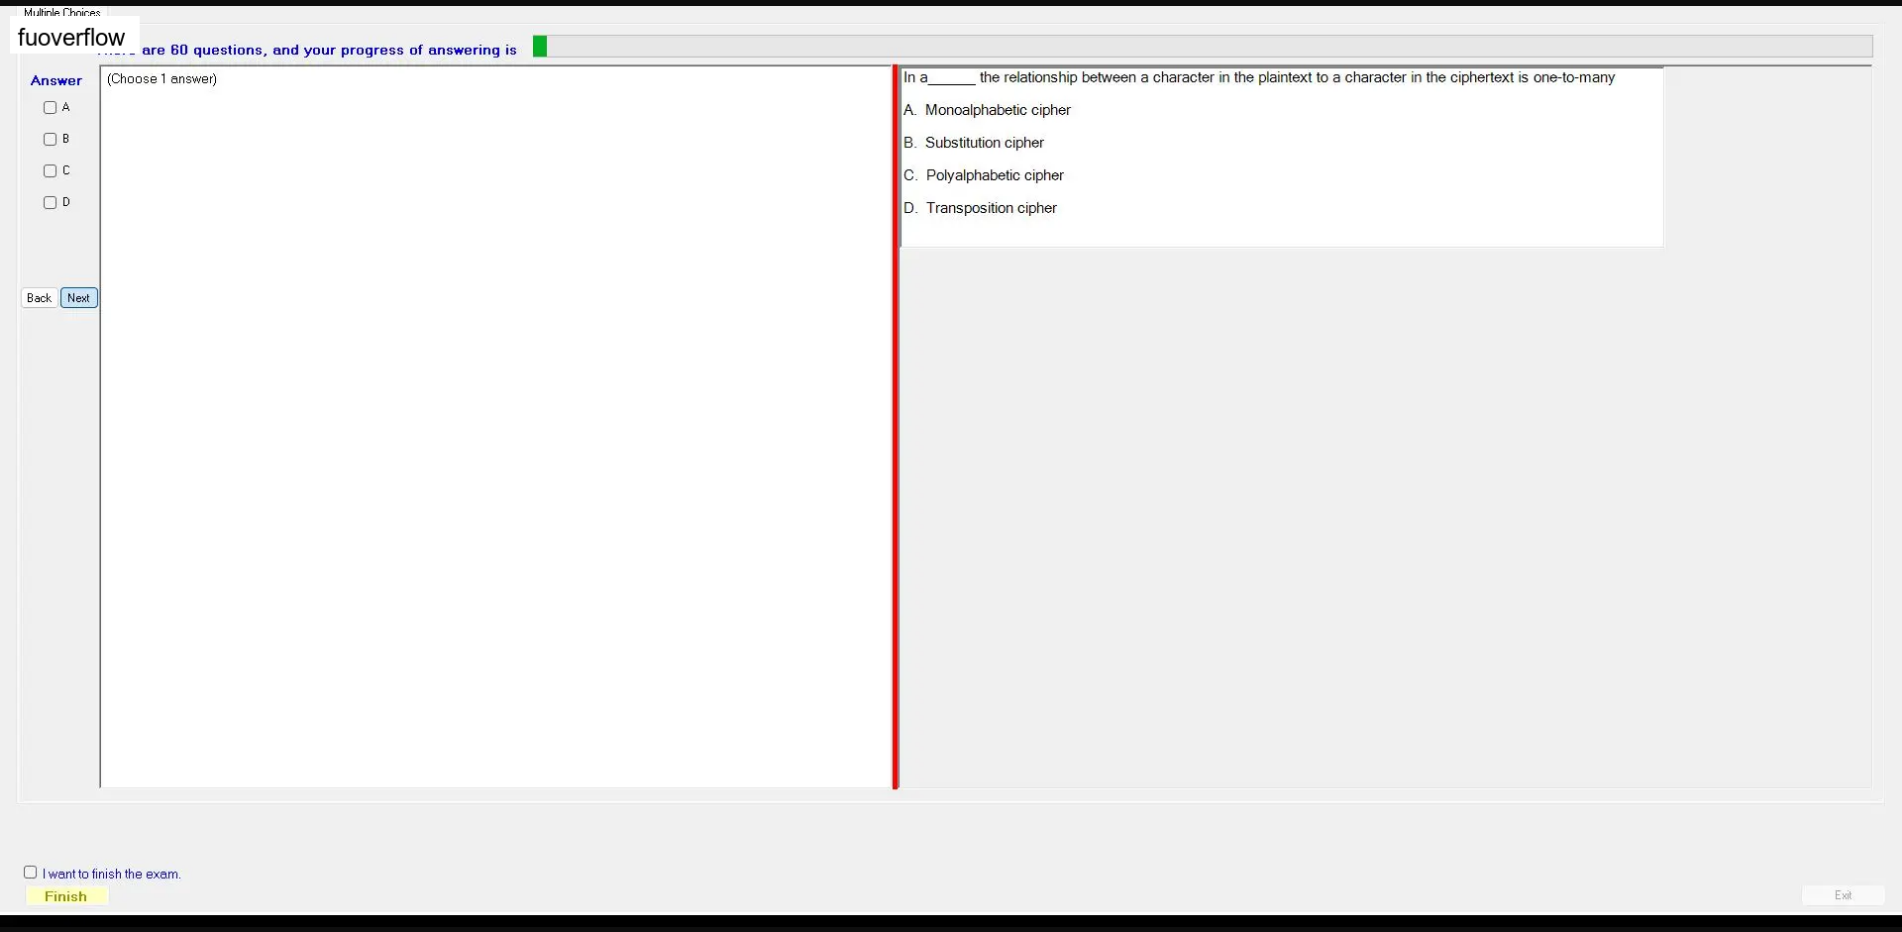 Multiple Choices
fuoverflow
are 60 questions, and your progress of answering is
Answer
A
B
C
D
Back Next
(Choose 1 answer)
In a______ the relationship between a character in the plaintext to a character in the ciphertext is one-to-many
A. Monoalphabetic cipher
B. Substitution cipher
C. Polyalphabetic cipher
D. Transposition cipher
I want to finish the exam.
Finish
Exit